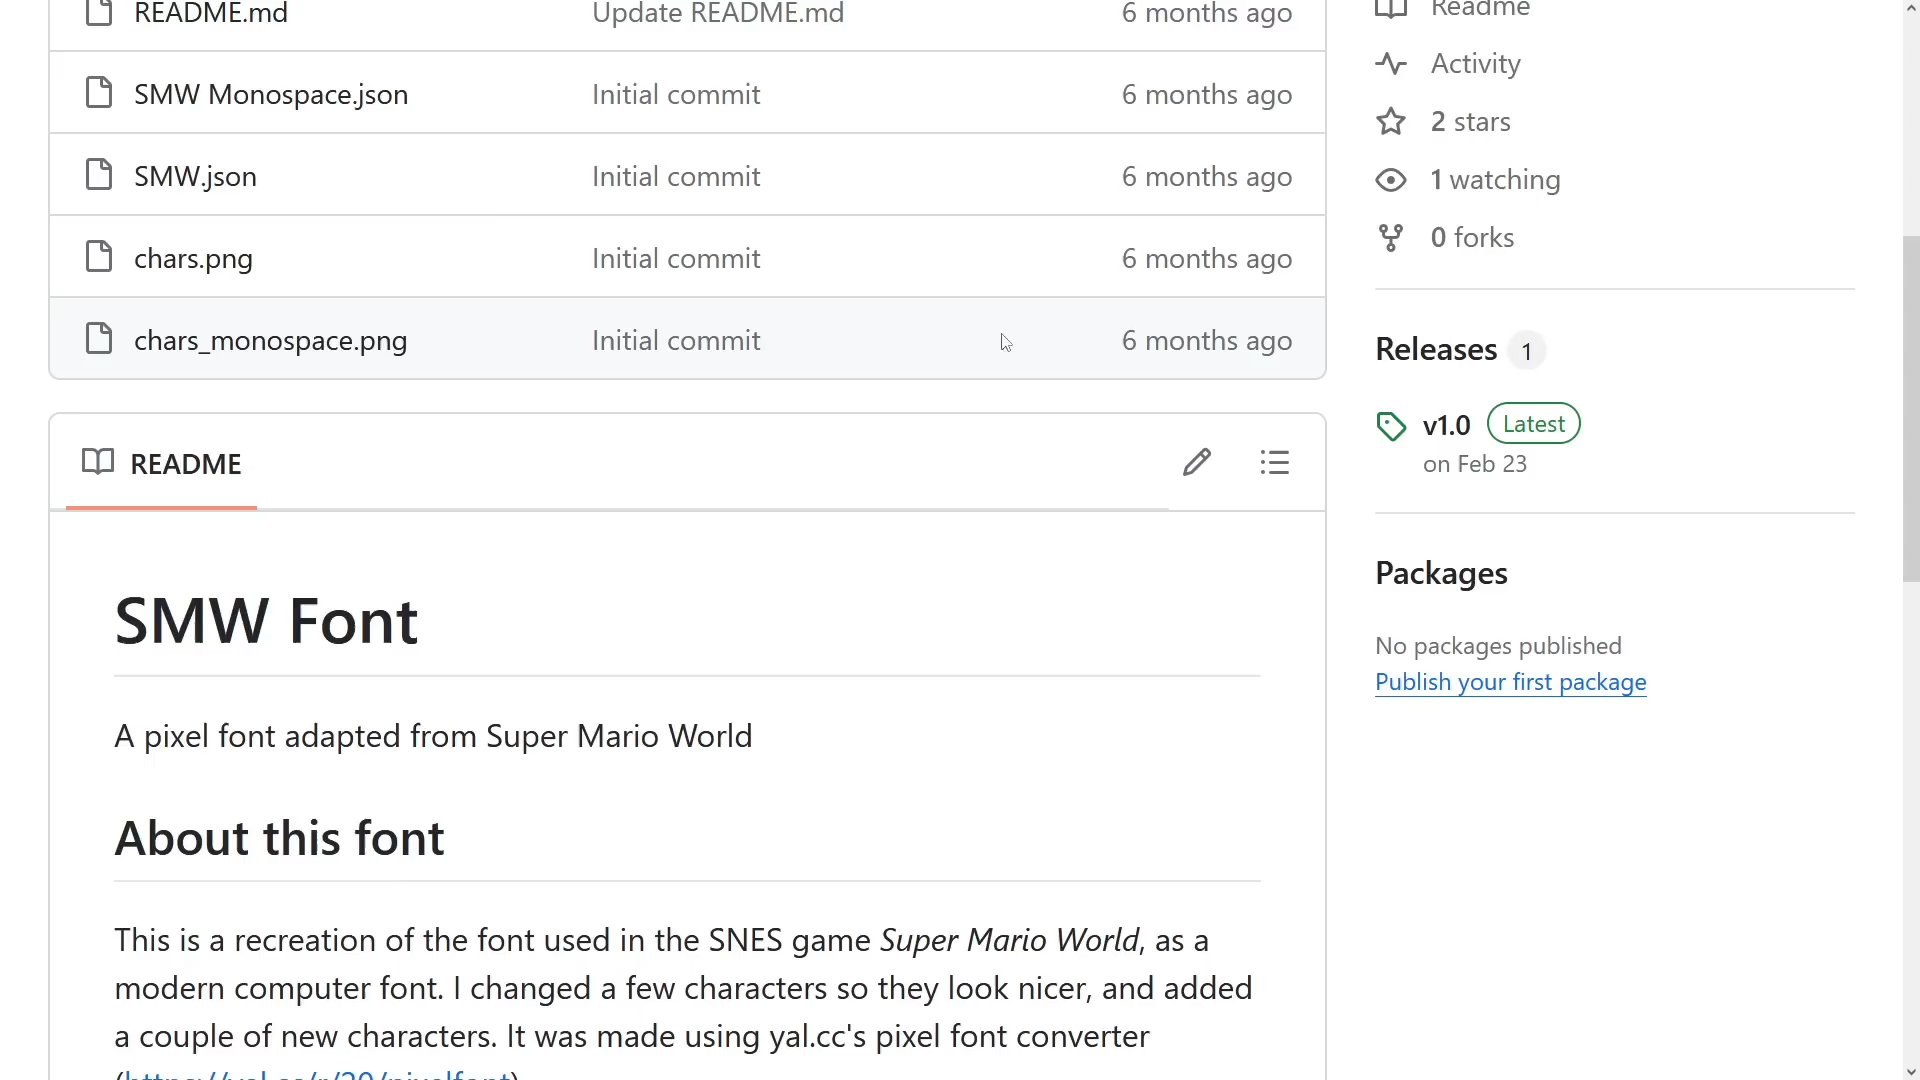 README.md Update README.md 6 months ago
SMW Monospace.json Initial commit 6 months ago
SMW.json Initial commit 6 months ago
chars.png Initial commit 6 months ago
chars_monospace.png Initial commit 6 months ago
README
SMW Font
A pixel font adapted from Super Mario World
About this font
This is a recreation of the font used in the SNES game Super Mario World, as a
modern computer font. I changed a few characters so they look nicer, and added
a couple of new characters. It was made using yal.cc's pixel font converter
(https://yal.cc/r/20/pixelfont)
Readme
Activity
2 stars
1 watching
0 forks
Releases 1
v1.0 Latest
on Feb 23
Packages
No packages published
Publish your first package